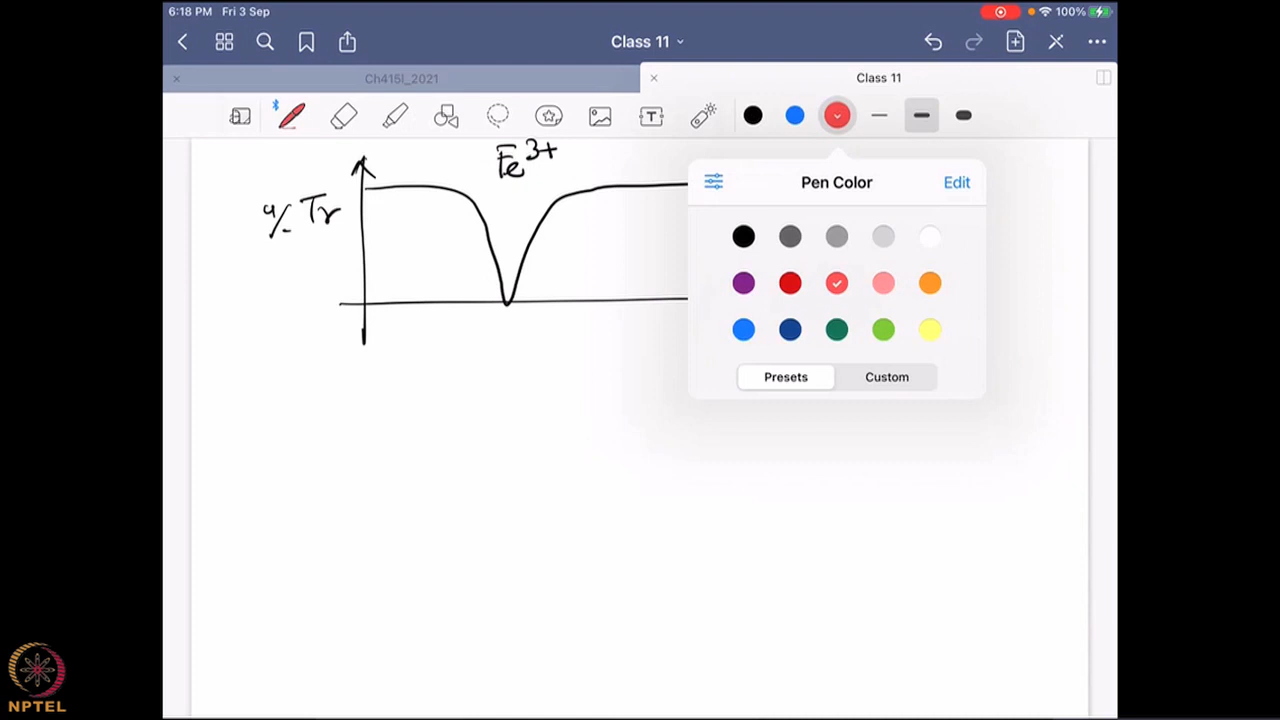 6:18 PM Fri 3 Sep
100%
Class 11
Ch415I_2021
Class 11
T
Fe3+
% Tr
Pen Color
Edit
Presets
Custom
NPTEL